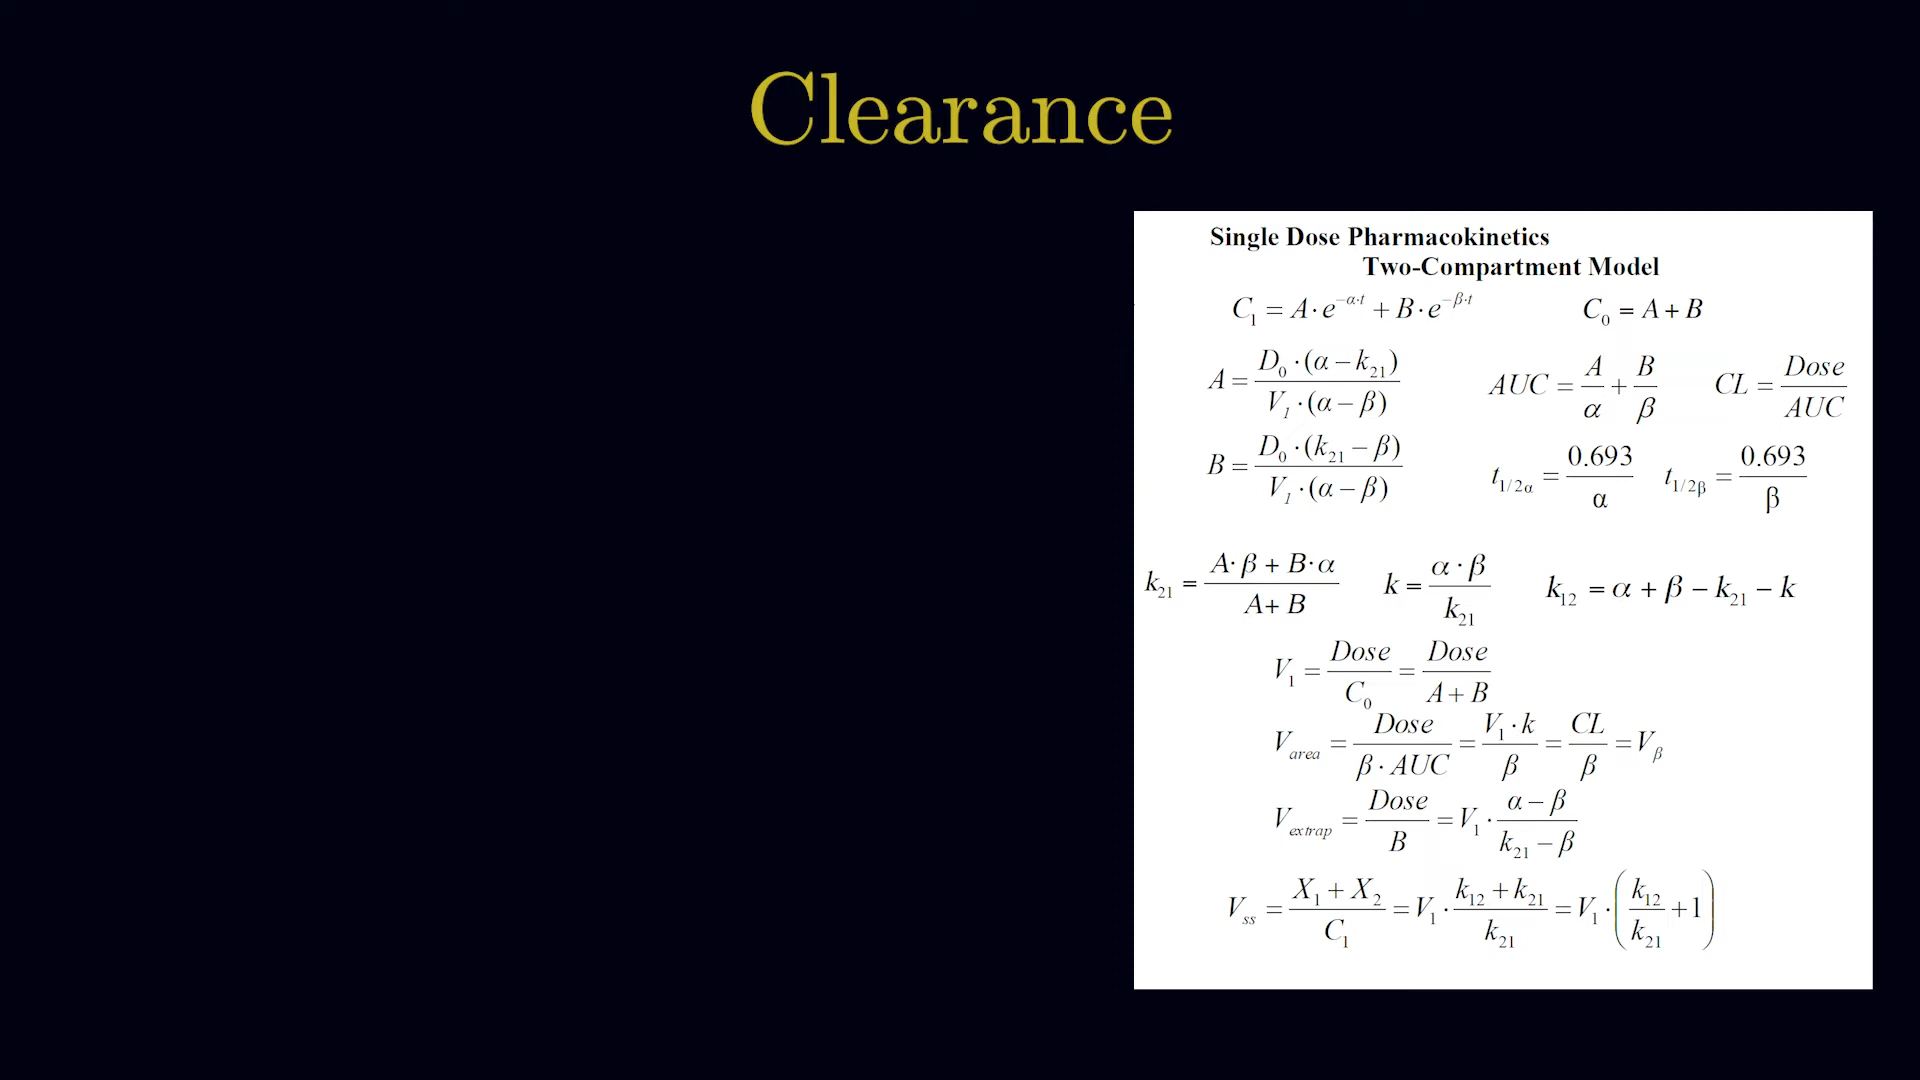 Clearance
Single Dose Pharmacokinetics
Two-Compartment Model
C₁ = A·e^(−α·t) + B·e^(−β·t)    C₀ = A + B
A = D₀·(α − k₂₁) / V₁·(α − β)    AUC = A/α + B/β    CL = Dose/AUC
B = D₀·(k₂₁ − β) / V₁·(α − β)    t₁/₂α = 0.693/α    t₁/₂β = 0.693/β
k₂₁ = (A·β + B·α) / (A + B)    k = α·β / k₂₁    k₁₂ = α + β − k₂₁ − k
V₁ = Dose/C₀ = Dose/(A + B)
V_area = Dose/(β·AUC) = V₁·k/β = CL/β = V_β
V_extrap = Dose/B = V₁·(α − β)/(k₂₁ − β)
V_ss = (X₁ + X₂)/C₁ = V₁·(k₁₂ + k₂₁)/k₂₁ = V₁·(k₁₂/k₂₁ + 1)